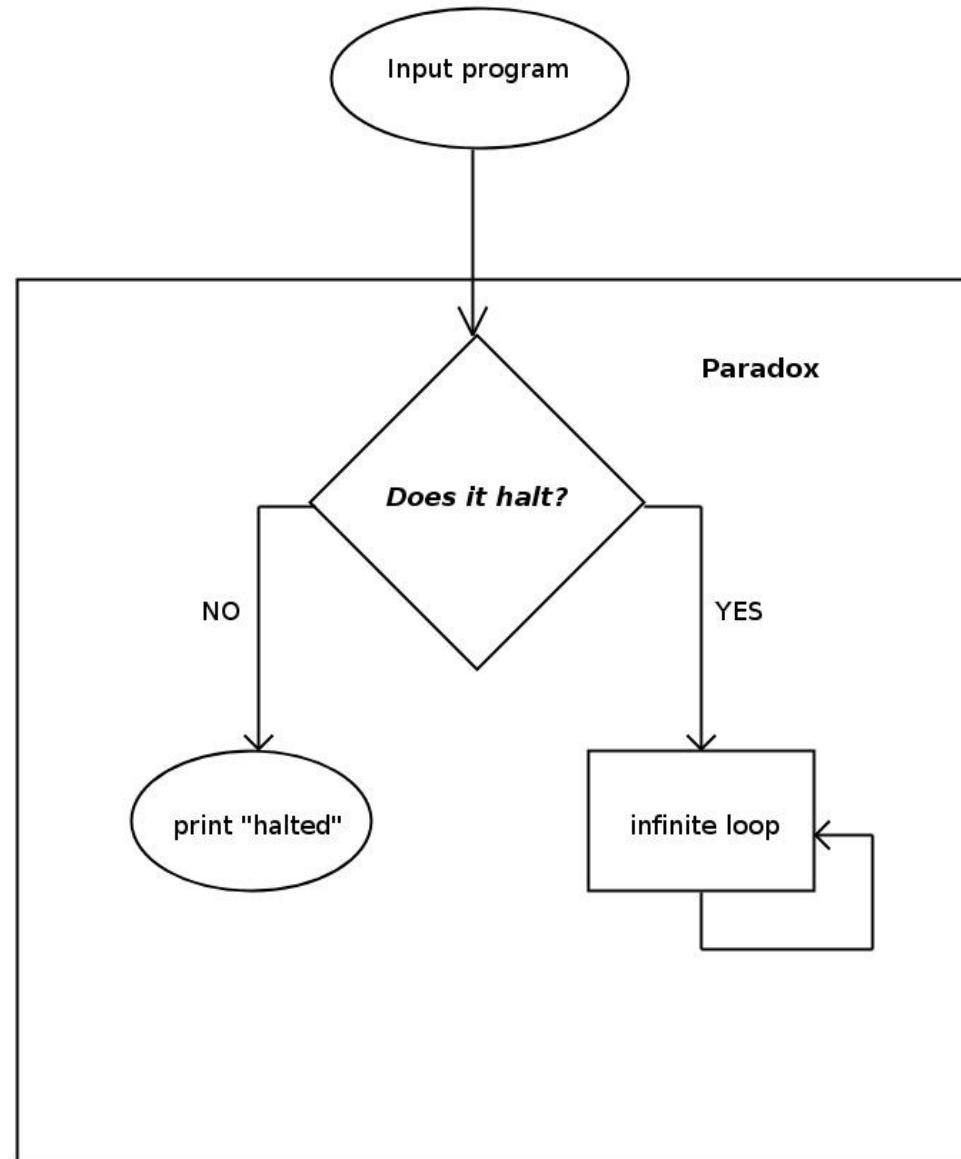 Input program
Paradox
Does it halt?
NO
YES
print "halted"
infinite loop